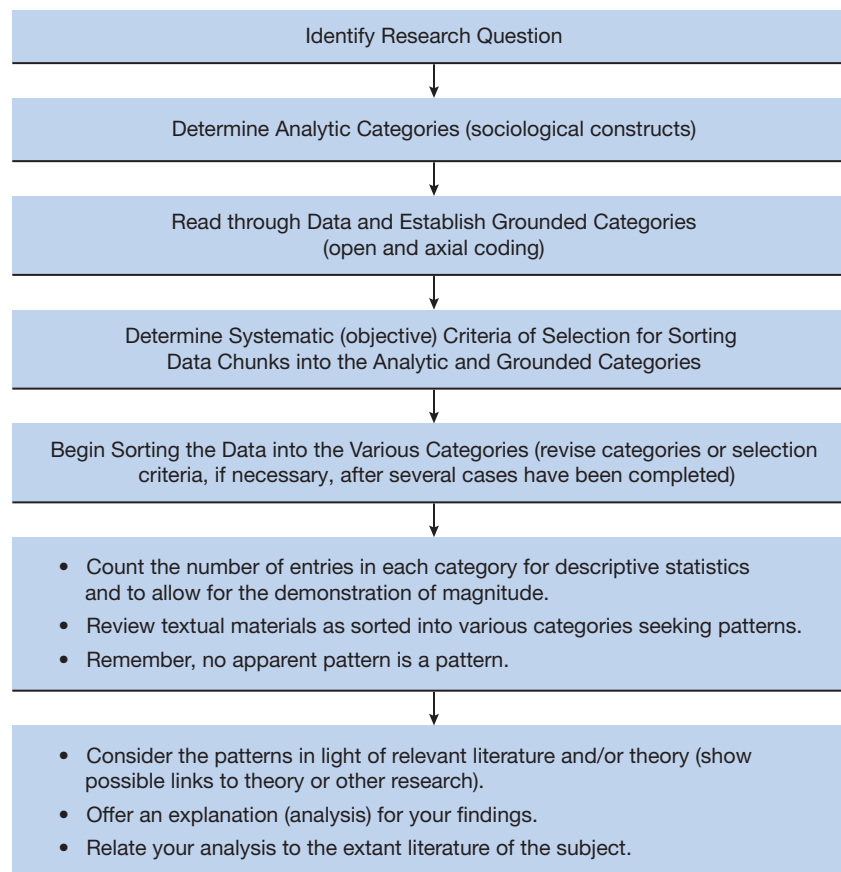 Identify Research Question
Determine Analytic Categories (sociological constructs)
Read through Data and Establish Grounded Categories
(open and axial coding)
Determine Systematic (objective) Criteria of Selection for Sorting
Data Chunks into the Analytic and Grounded Categories
Begin Sorting the Data into the Various Categories (revise categories or selection
criteria, if necessary, after several cases have been completed)
• Count the number of entries in each category for descriptive statistics
and to allow for the demonstration of magnitude.
• Review textual materials as sorted into various categories seeking patterns.
• Remember, no apparent pattern is a pattern.
• Consider the patterns in light of relevant literature and/or theory (show
possible links to theory or other research).
• Offer an explanation (analysis) for your findings.
• Relate your analysis to the extant literature of the subject.